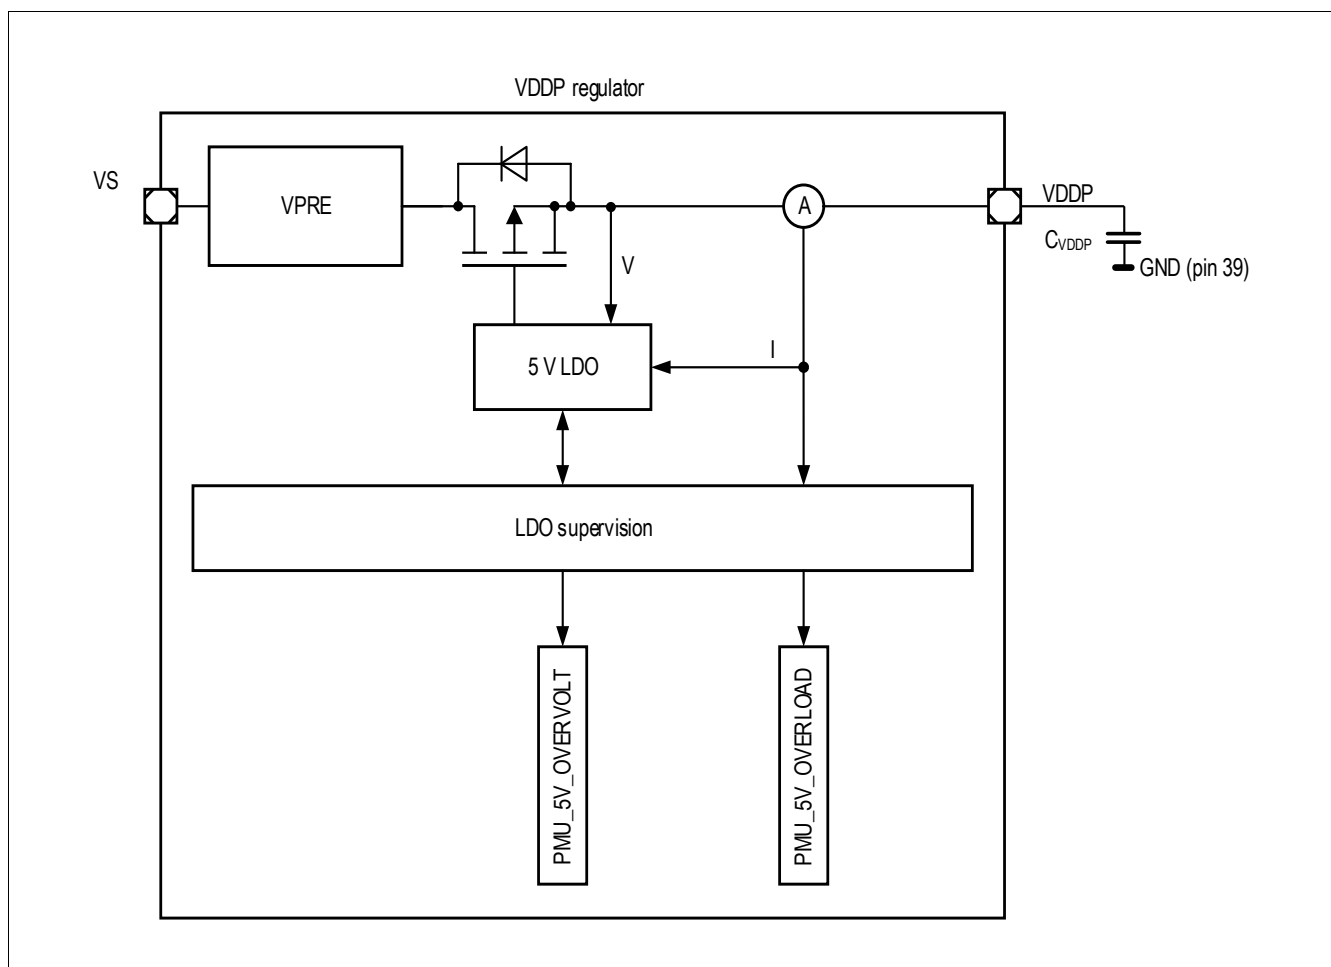 VDDP regulator
VS
VPRE
A
VDDP
CVDDP
GND (pin 39)
V
5 V LDO
I
LDO supervision
PMU_5V_OVERVOLT
PMU_5V_OVERLOAD